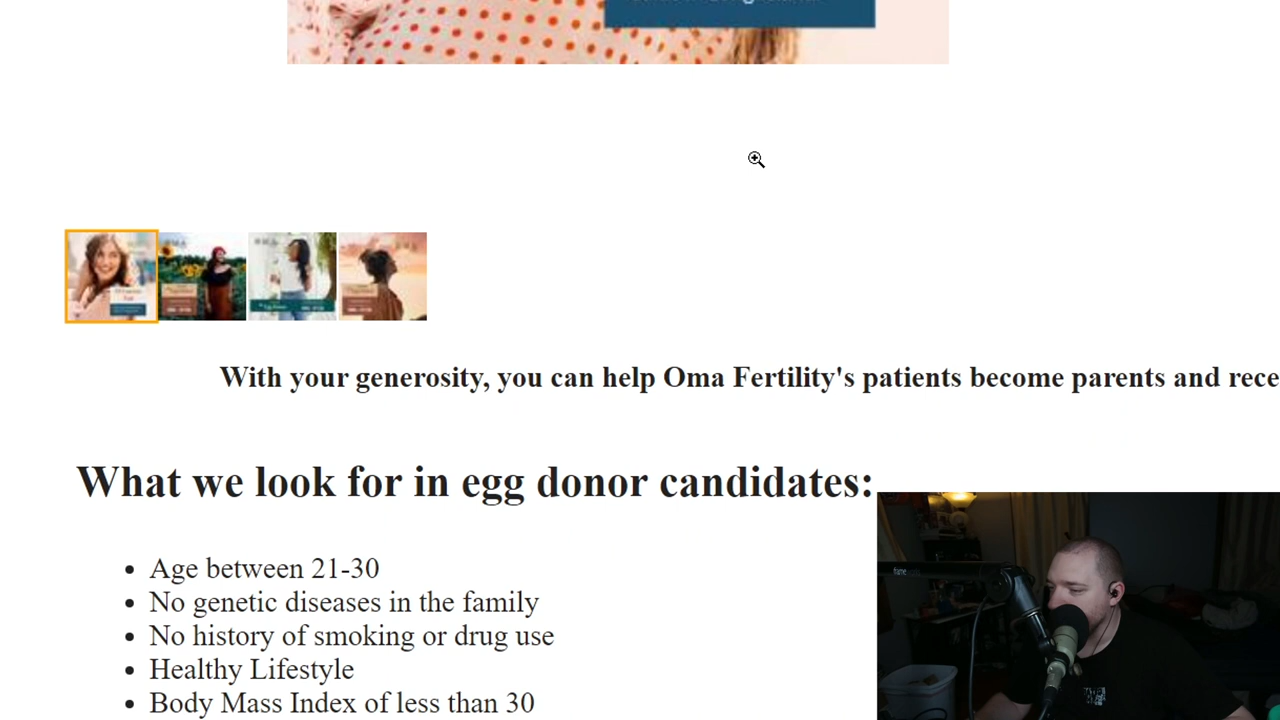 With your generosity, you can help Oma Fertility's patients become parents and rece
What we look for in egg donor candidates:
• Age between 21-30
• No genetic diseases in the family
• No history of smoking or drug use
• Healthy Lifestyle
• Body Mass Index of less than 30